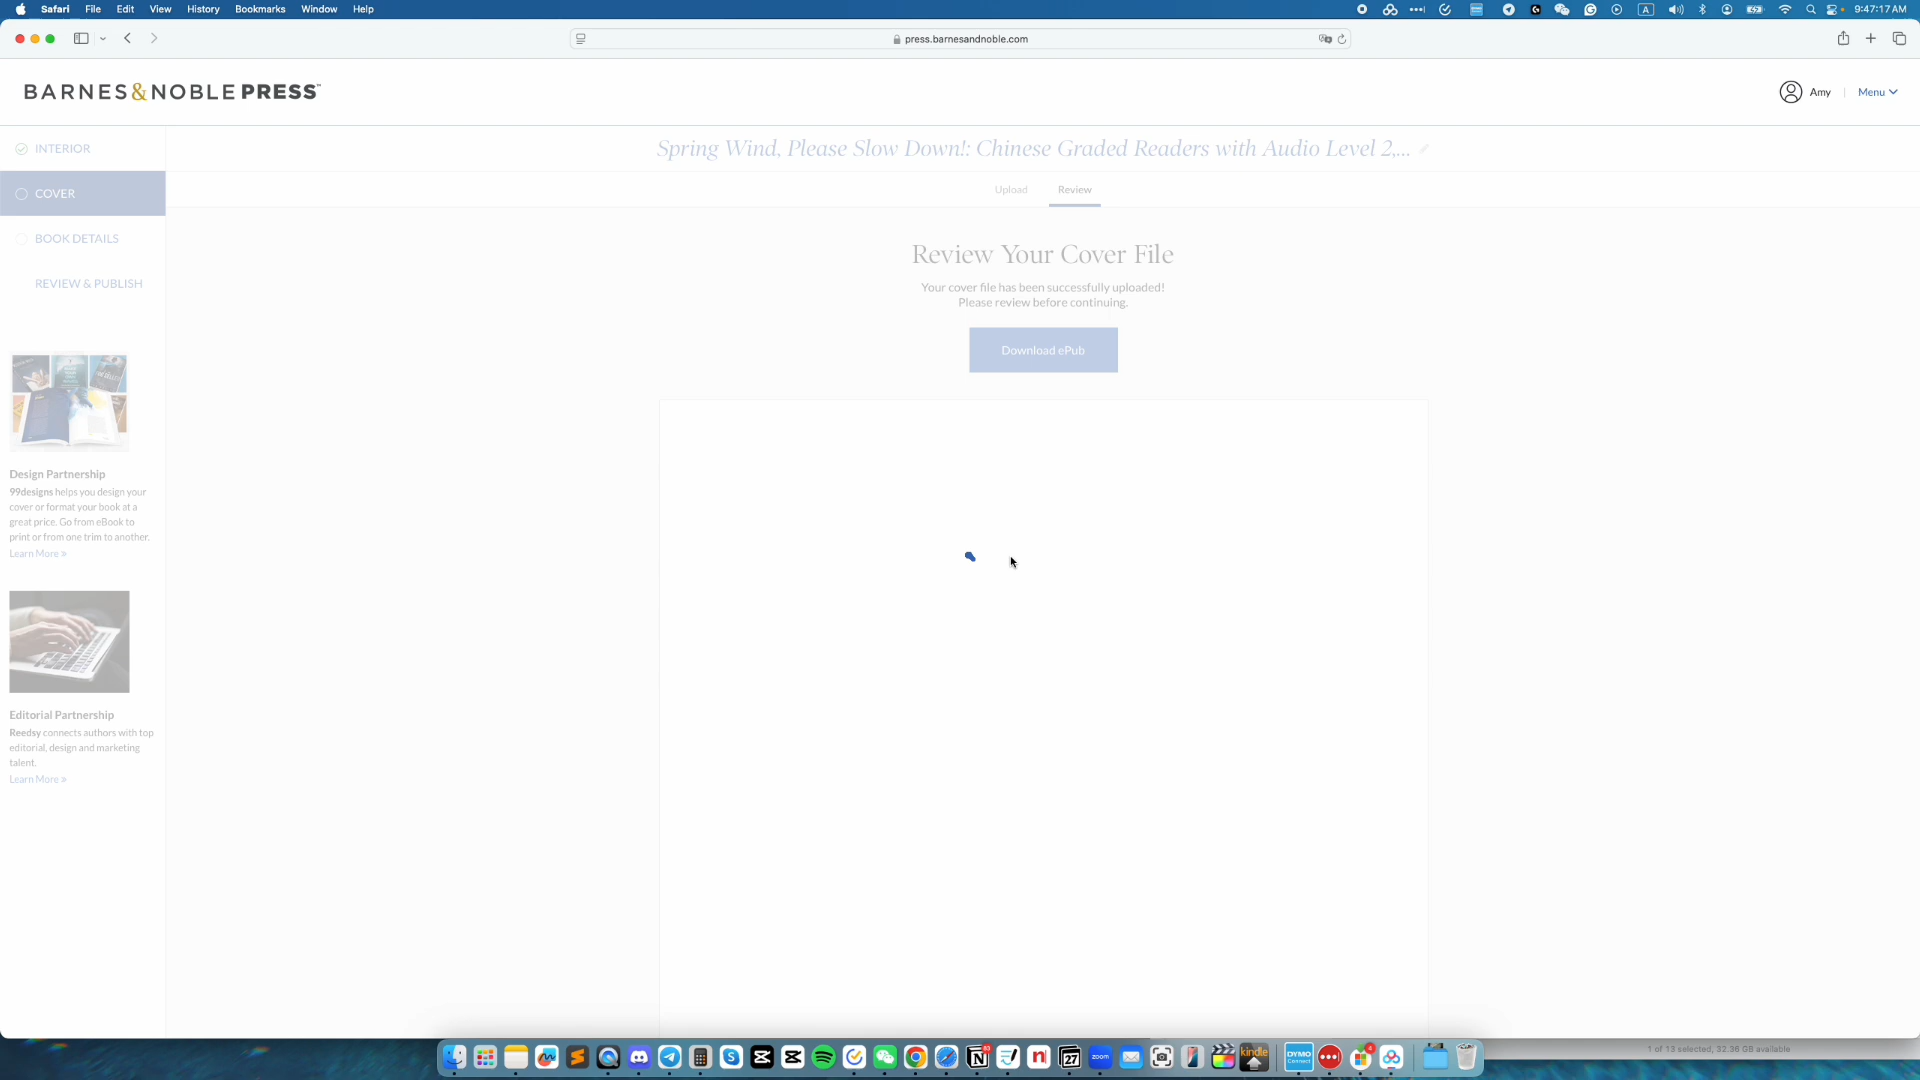 Safari File Edit View History Bookmarks Window Help
A
9:47:17 AM
press.barnesandnoble.com
BARNES&NOBLE PRESS
Amy
Menu
INTERIOR
COVER
BOOK DETAILS
REVIEW & PUBLISH
Spring Wind, Please Slow Down!: Chinese Graded Readers with Audio Level 2,...
Upload Review
Review Your Cover File
Your cover file has been successfully uploaded!
Please review before continuing.
Download ePub
Design Partnership
99designs helps you design your
cover or format your book at a
great price. Go from eBook to
print or from one trim to another.
Learn More »
Editorial Partnership
Reedsy connects authors with top
editorial, design and marketing
talent.
Learn More »
27
zoom
kindle
DYMO
Connect
1 of 13 selected, 32.36 GB available